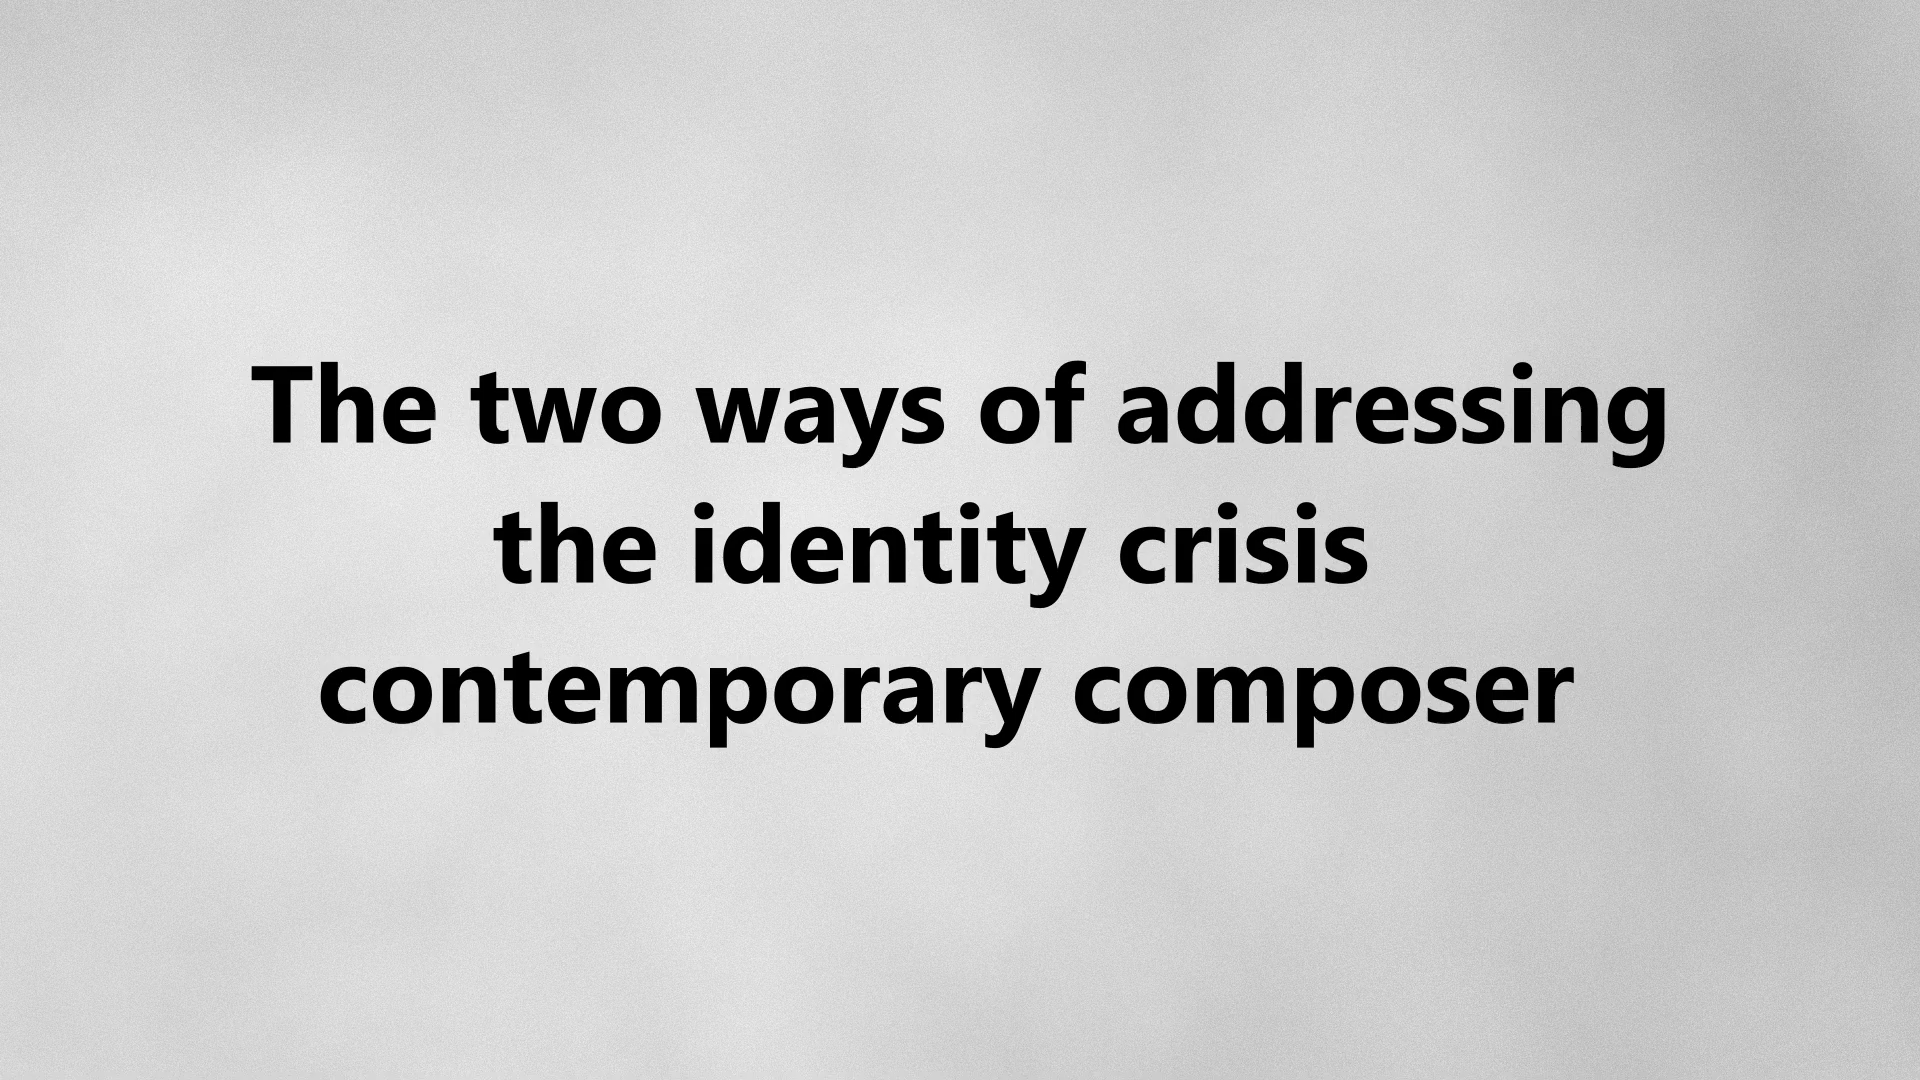 The two ways of addressing
the identity crisis
contemporary composer